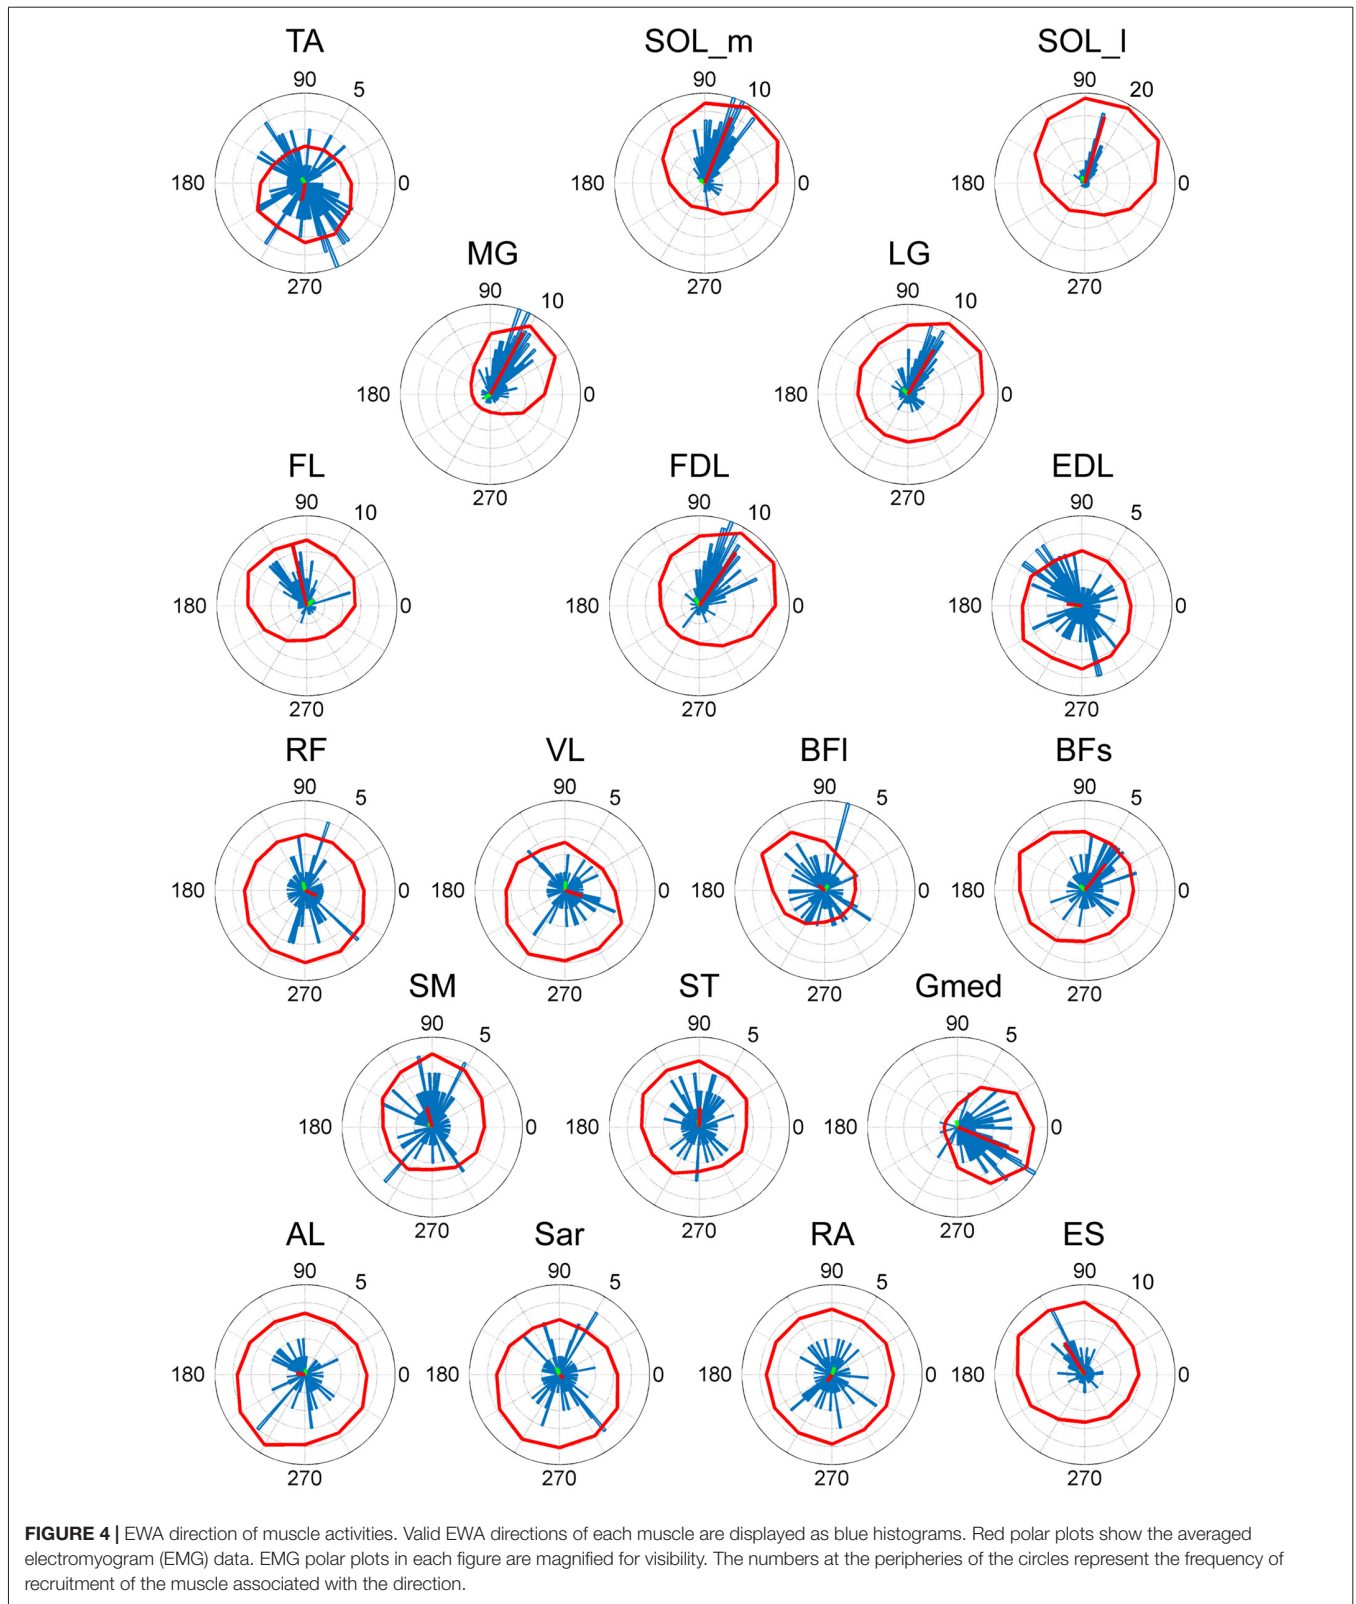 TA SOL_m SOL_l
90 5 90 10 90 20
180 0 180 0 180 0
270 270 270
MG LG
90 10 90 10
180 0 180 0
270 270
FL FDL EDL
90 10 90 10 90 5
180 0 180 0 180 0
270 270 270
RF VL BFl BFs
90 5 90 5 90 5 90 5
180 0 180 0 180 0 180 0
270 270 270 270
SM ST Gmed
90 5 90 5 90 5
180 0 180 0 180 0
270 270 270
AL Sar RA ES
90 5 90 5 90 5 90 10
180 0 180 0 180 0 180 0
270 270 270 270
FIGURE 4 | EWA direction of muscle activities. Valid EWA directions of each muscle are displayed as blue histograms. Red polar plots show the averaged
electromyogram (EMG) data. EMG polar plots in each figure are magnified for visibility. The numbers at the peripheries of the circles represent the frequency of
recruitment of the muscle associated with the direction.